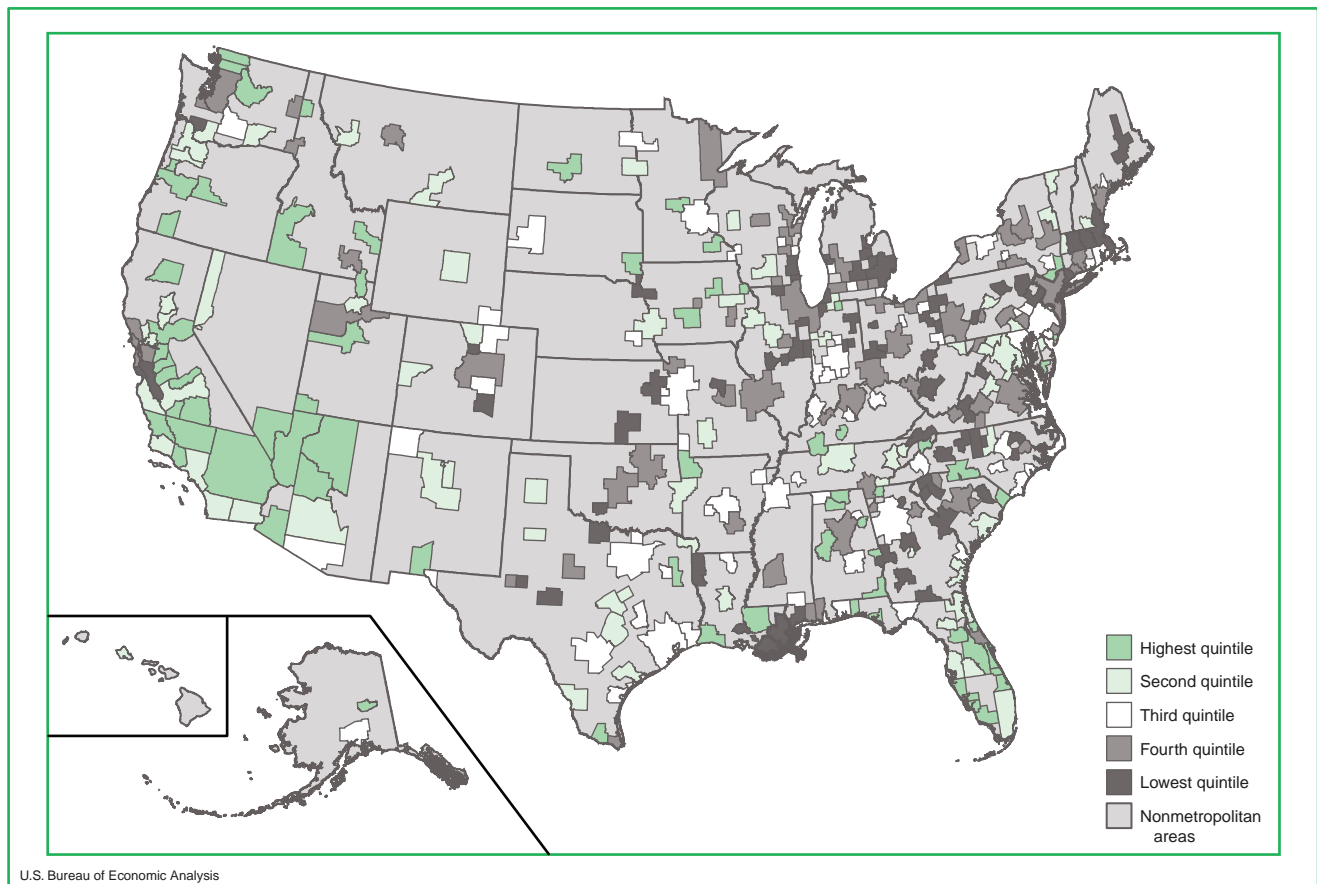 Highest quintile
Second quintile
Third quintile
Fourth quintile
Lowest quintile
Nonmetropolitan
areas
U.S. Bureau of Economic Analysis